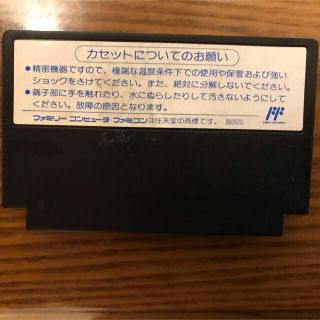 カセットについてのお願い
●精密機器ですので、極端な温度条件下での使用や保管および強い
ショックをさけてください。また、絶対に分解しないでください。
●端子部に手を触れたり、水にぬらしたりして汚さないようにして
ください。故障の原因となります。
ファミリー コンピュータ ファミコンは任天堂の商標です。 880920